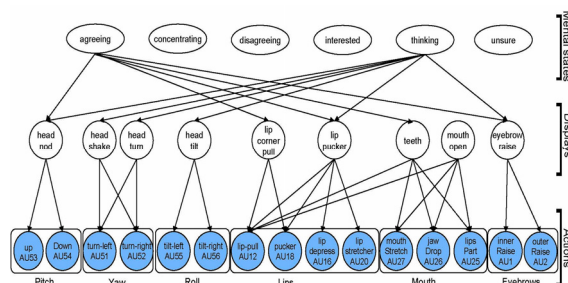 agreeing
concentrating
disagreeing
interested
thinking
unsure
Mental states
head
nod
head
shake
head
turn
head
tilt
lip
corner
pull
lip
pucker
teeth
mouth
open
eyebrow
raise
Displays
up
AU53
Down
AU54
turn-left
AU51
turn-right
AU52
tilt-left
AU55
tilt-right
AU56
lip-pull
AU12
pucker
AU18
lip
depress
AU16
lip
stretcher
AU20
mouth
Stretch
AU27
jaw
Drop
AU26
lips
Part
AU25
inner
Raise
AU1
outer
Raise
AU2
Actions
Pitch
Yaw
Roll
Lips
Mouth
Eyebrows